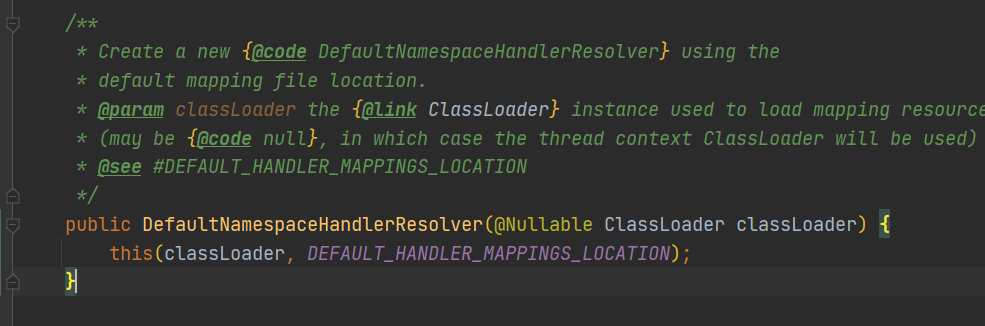 /**
* Create a new {@code DefaultNamespaceHandlerResolver} using the
* default mapping file location.
* @param classLoader the {@link ClassLoader} instance used to load mapping resource
* (may be {@code null}, in which case the thread context ClassLoader will be used)
* @see #DEFAULT_HANDLER_MAPPINGS_LOCATION
*/
public DefaultNamespaceHandlerResolver(@Nullable ClassLoader classLoader) {
this(classLoader, DEFAULT_HANDLER_MAPPINGS_LOCATION);
}